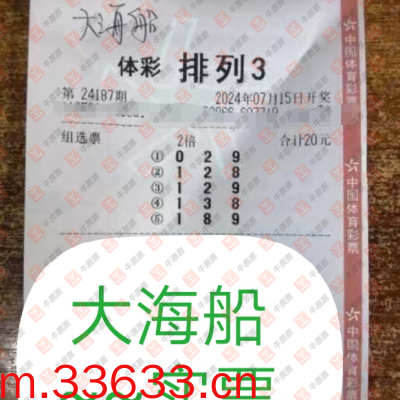 大海船
体彩 排列3
第 24187期 2024年07月15日开奖
组选票 2倍 合计20元
① 0 2 9
② 1 2 8
③ 1 2 9
④ 1 3 8
⑤ 1 8 9
中国体育彩票
中国体育彩票
中国体育彩票
大海船
m.33633.cn